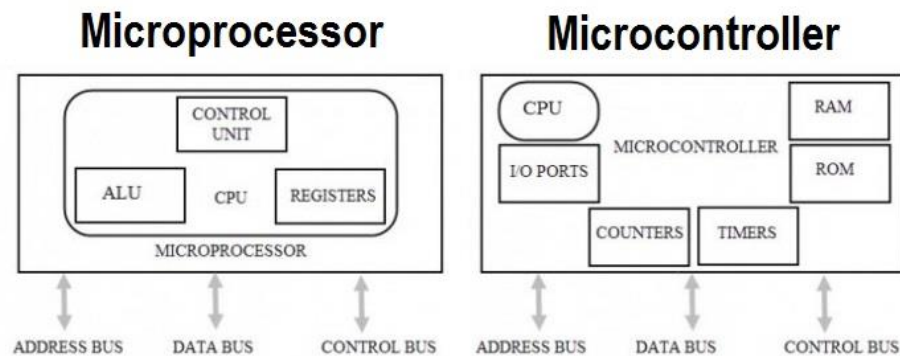 Microprocessor
CONTROL
UNIT
ALU
CPU
REGISTERS
MICROPROCESSOR
ADDRESS BUS
DATA BUS
CONTROL BUS
Microcontroller
CPU
RAM
MICROCONTROLLER
I/O PORTS
ROM
COUNTERS
TIMERS
ADDRESS BUS
DATA BUS
CONTROL BUS